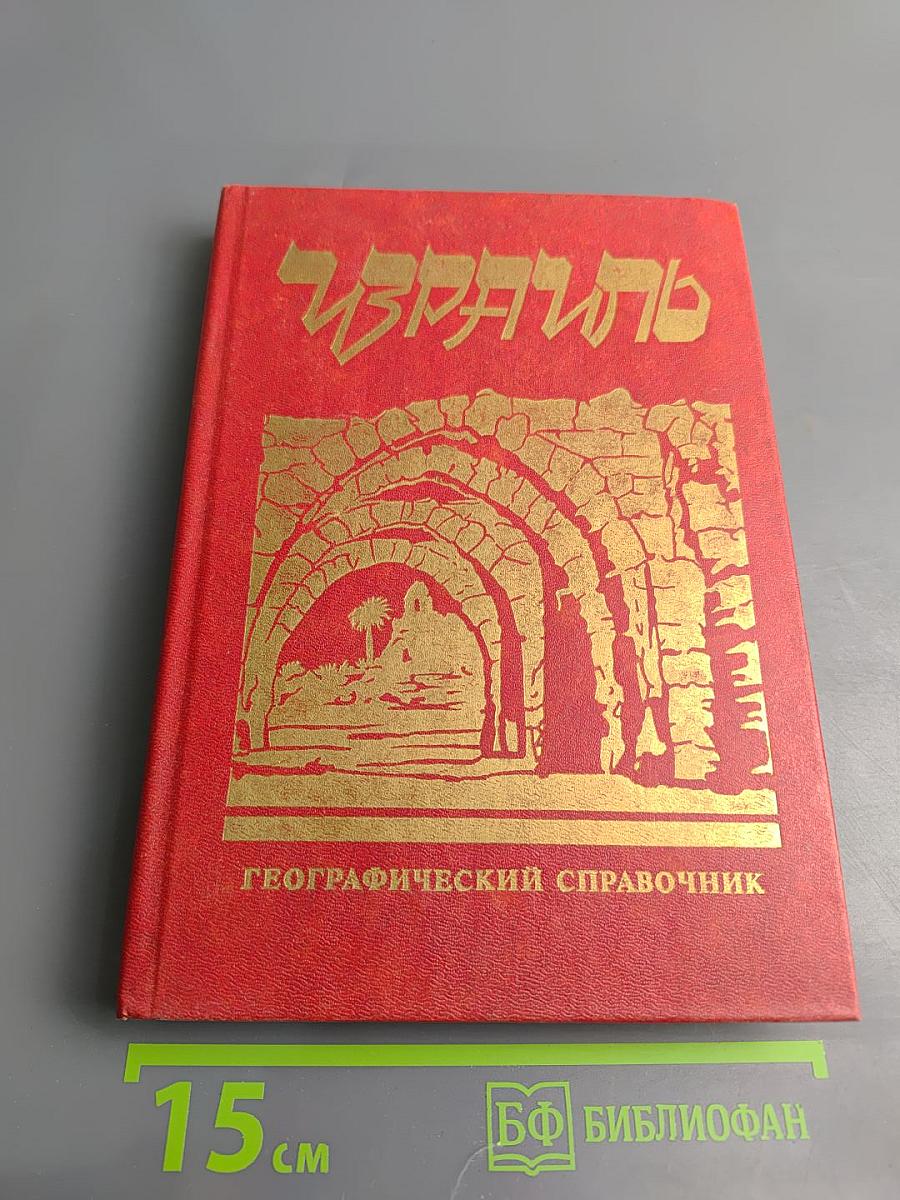 ИЗРАИЛЬ
ГЕОГРАФИЧЕСКИЙ СПРАВОЧНИК
15 см
БФ БИБЛИОФАН